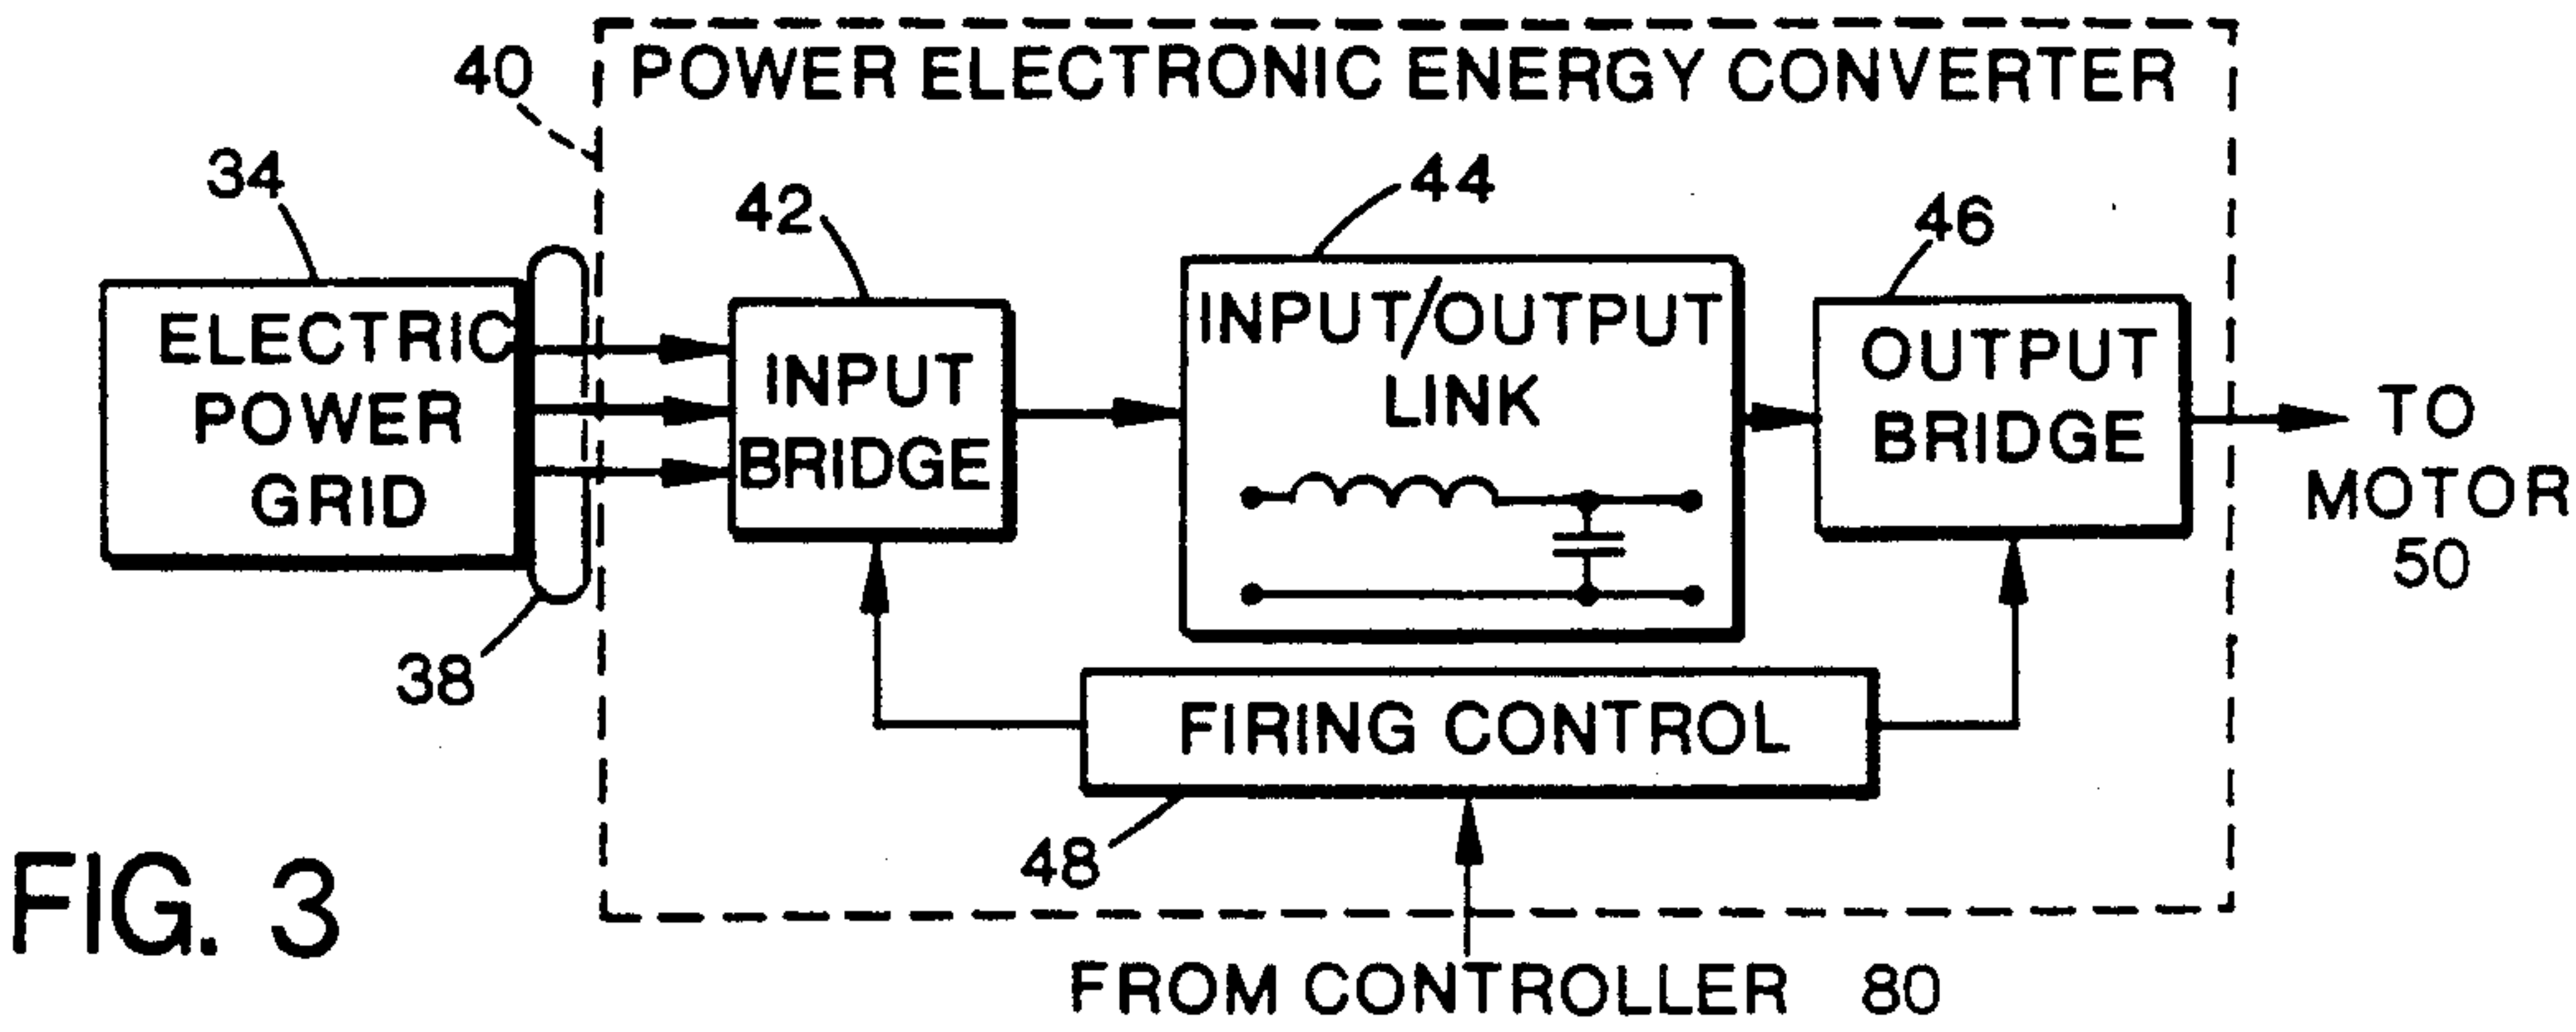 40
POWER ELECTRONIC ENERGY CONVERTER
34
42
44
46
ELECTRIC
POWER
GRID
INPUT
BRIDGE
INPUT/OUTPUT
LINK
OUTPUT
BRIDGE
TO
MOTOR
50
38
FIRING CONTROL
48
FIG. 3
FROM CONTROLLER 80